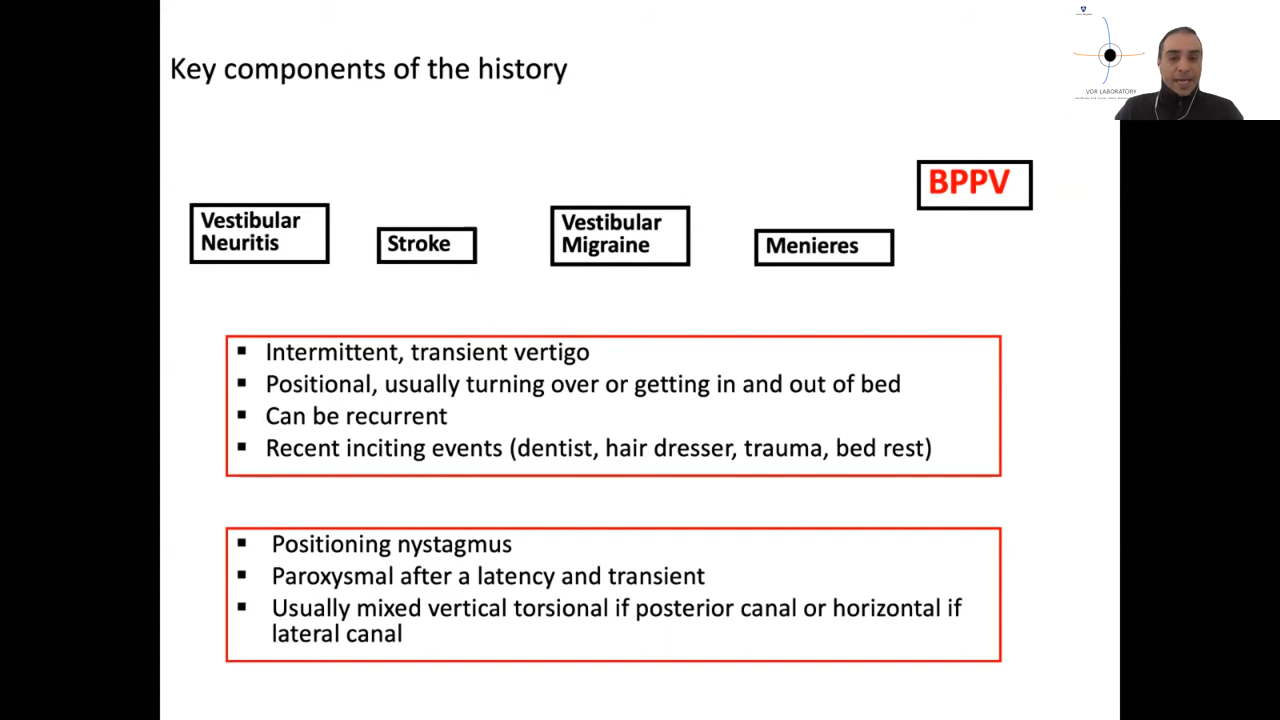 Key components of the history
VOR LABORATORY
BPPV
Vestibular
Neuritis
Stroke
Vestibular
Migraine
Menieres
▪ Intermittent, transient vertigo
▪ Positional, usually turning over or getting in and out of bed
▪ Can be recurrent
▪ Recent inciting events (dentist, hair dresser, trauma, bed rest)
▪ Positioning nystagmus
▪ Paroxysmal after a latency and transient
▪ Usually mixed vertical torsional if posterior canal or horizontal if
lateral canal